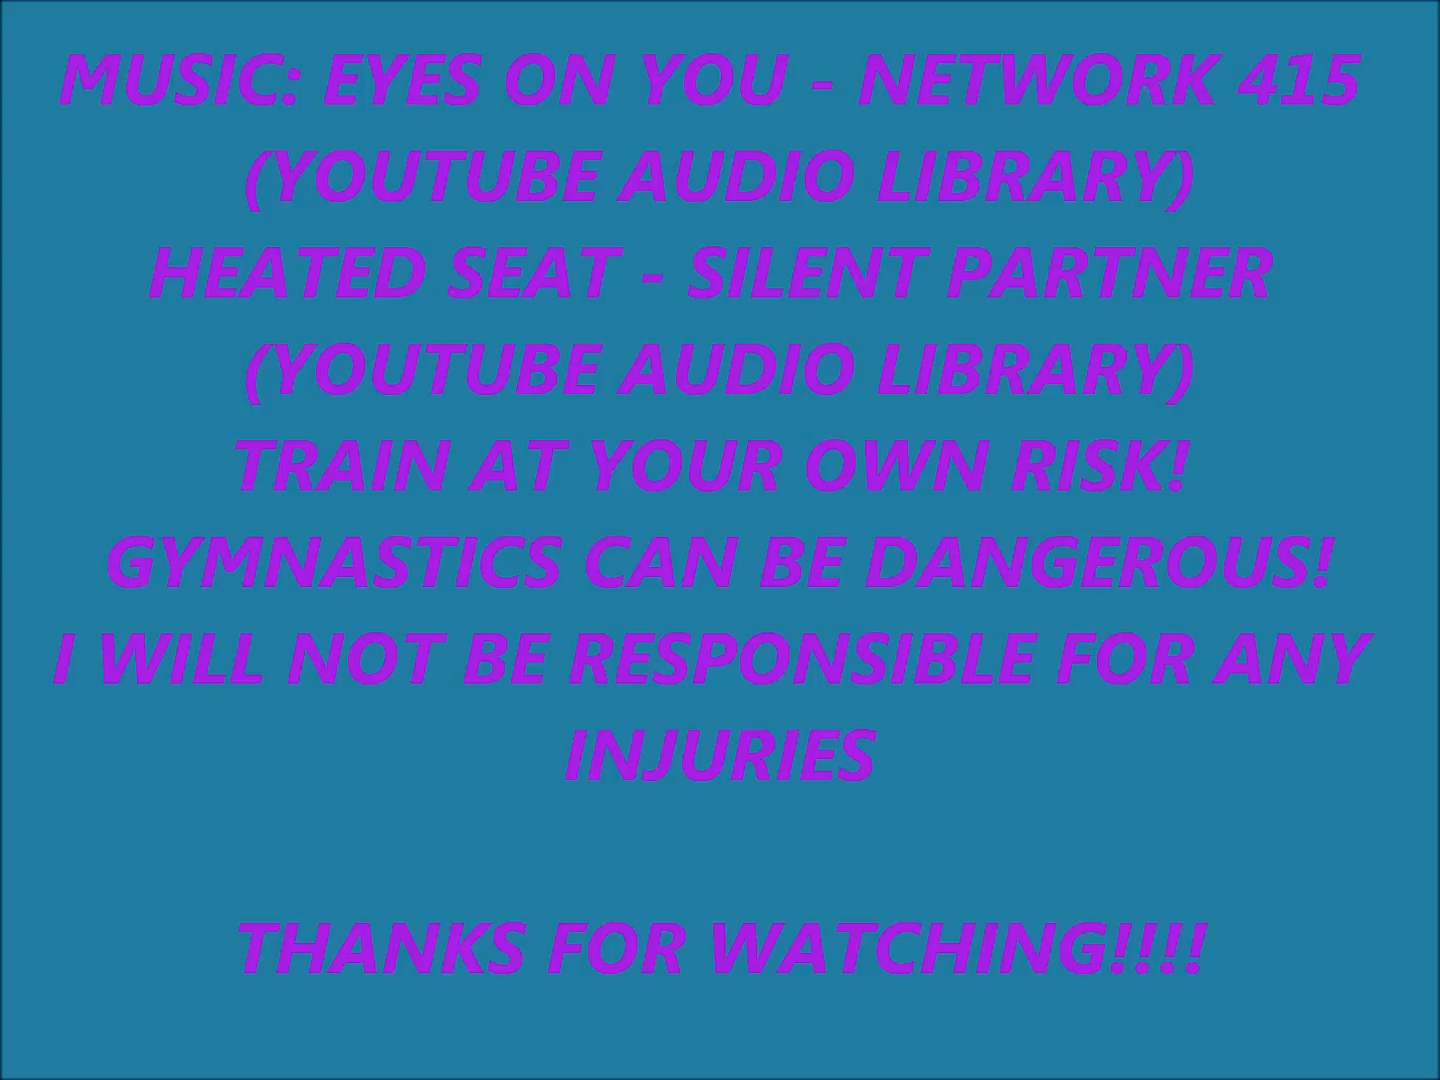 MUSIC: EYES ON YOU - NETWORK 415
(YOUTUBE AUDIO LIBRARY)
HEATED SEAT - SILENT PARTNER
(YOUTUBE AUDIO LIBRARY)
TRAIN AT YOUR OWN RISK!
GYMNASTICS CAN BE DANGEROUS!
I WILL NOT BE RESPONSIBLE FOR ANY
INJURIES
THANKS FOR WATCHING!!!!